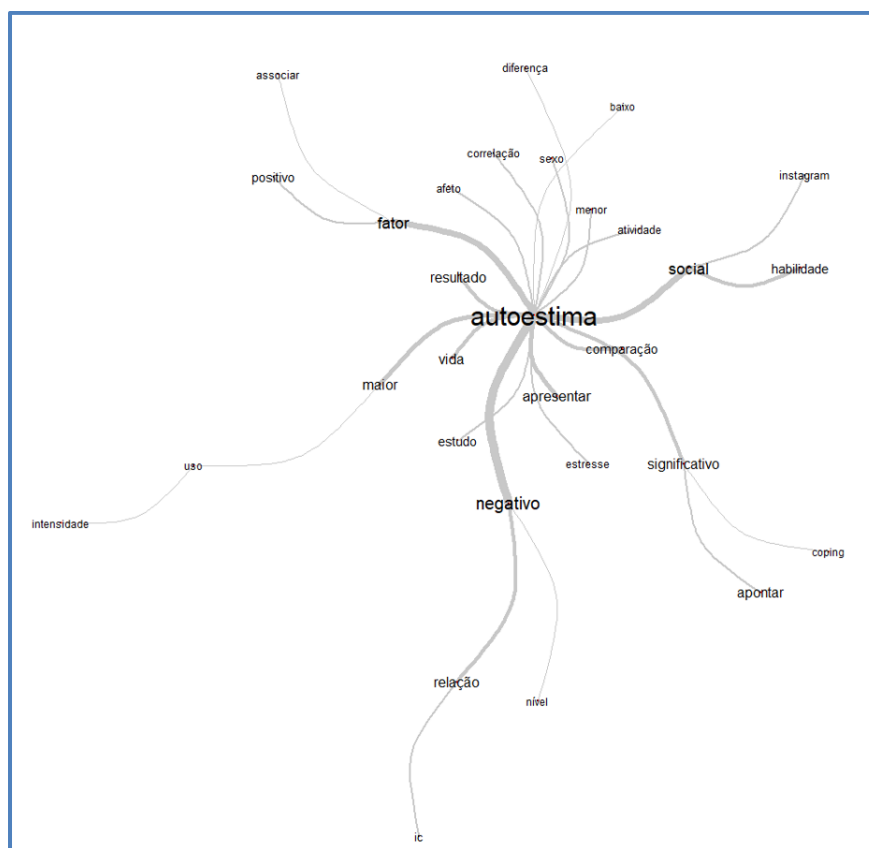 diferença
associar
baixo
correlação
sexo
instagram
positivo
afeto
menor
fator
atividade
social
habilidade
resultado
autoestima
comparação
vida
maior
apresentar
estudo
estresse
significativo
uso
negativo
intensidade
coping
apontar
relação
nível
ic